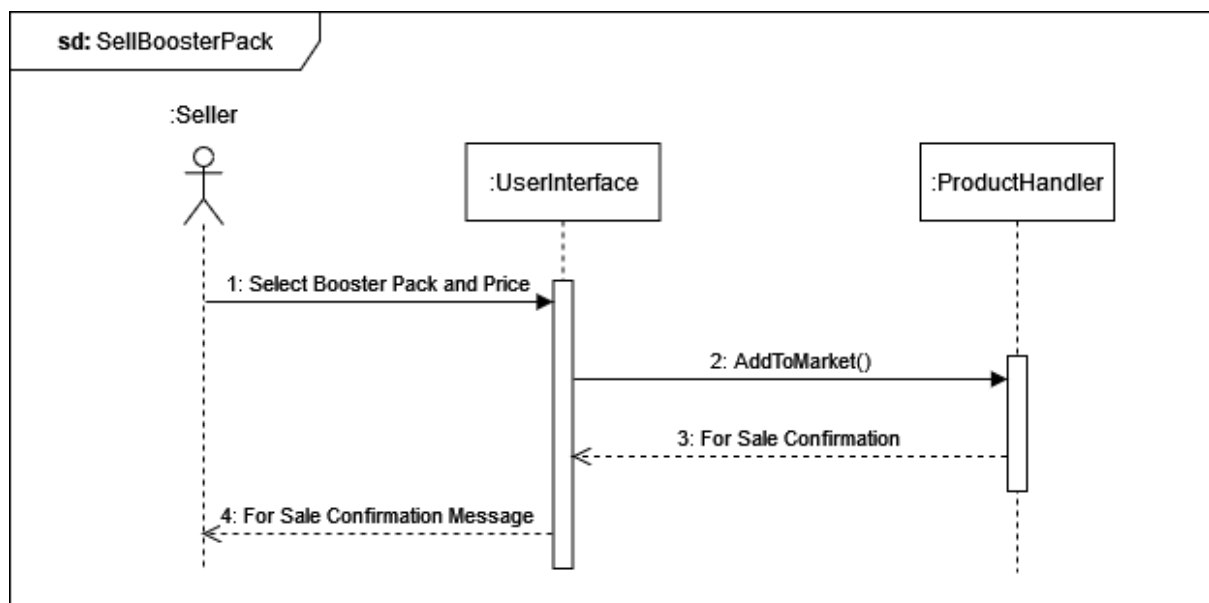 sd: SellBoosterPack
:Seller
:UserInterface
:ProductHandler
1: Select Booster Pack and Price
2: AddToMarket()
3: For Sale Confirmation
4: For Sale Confirmation Message